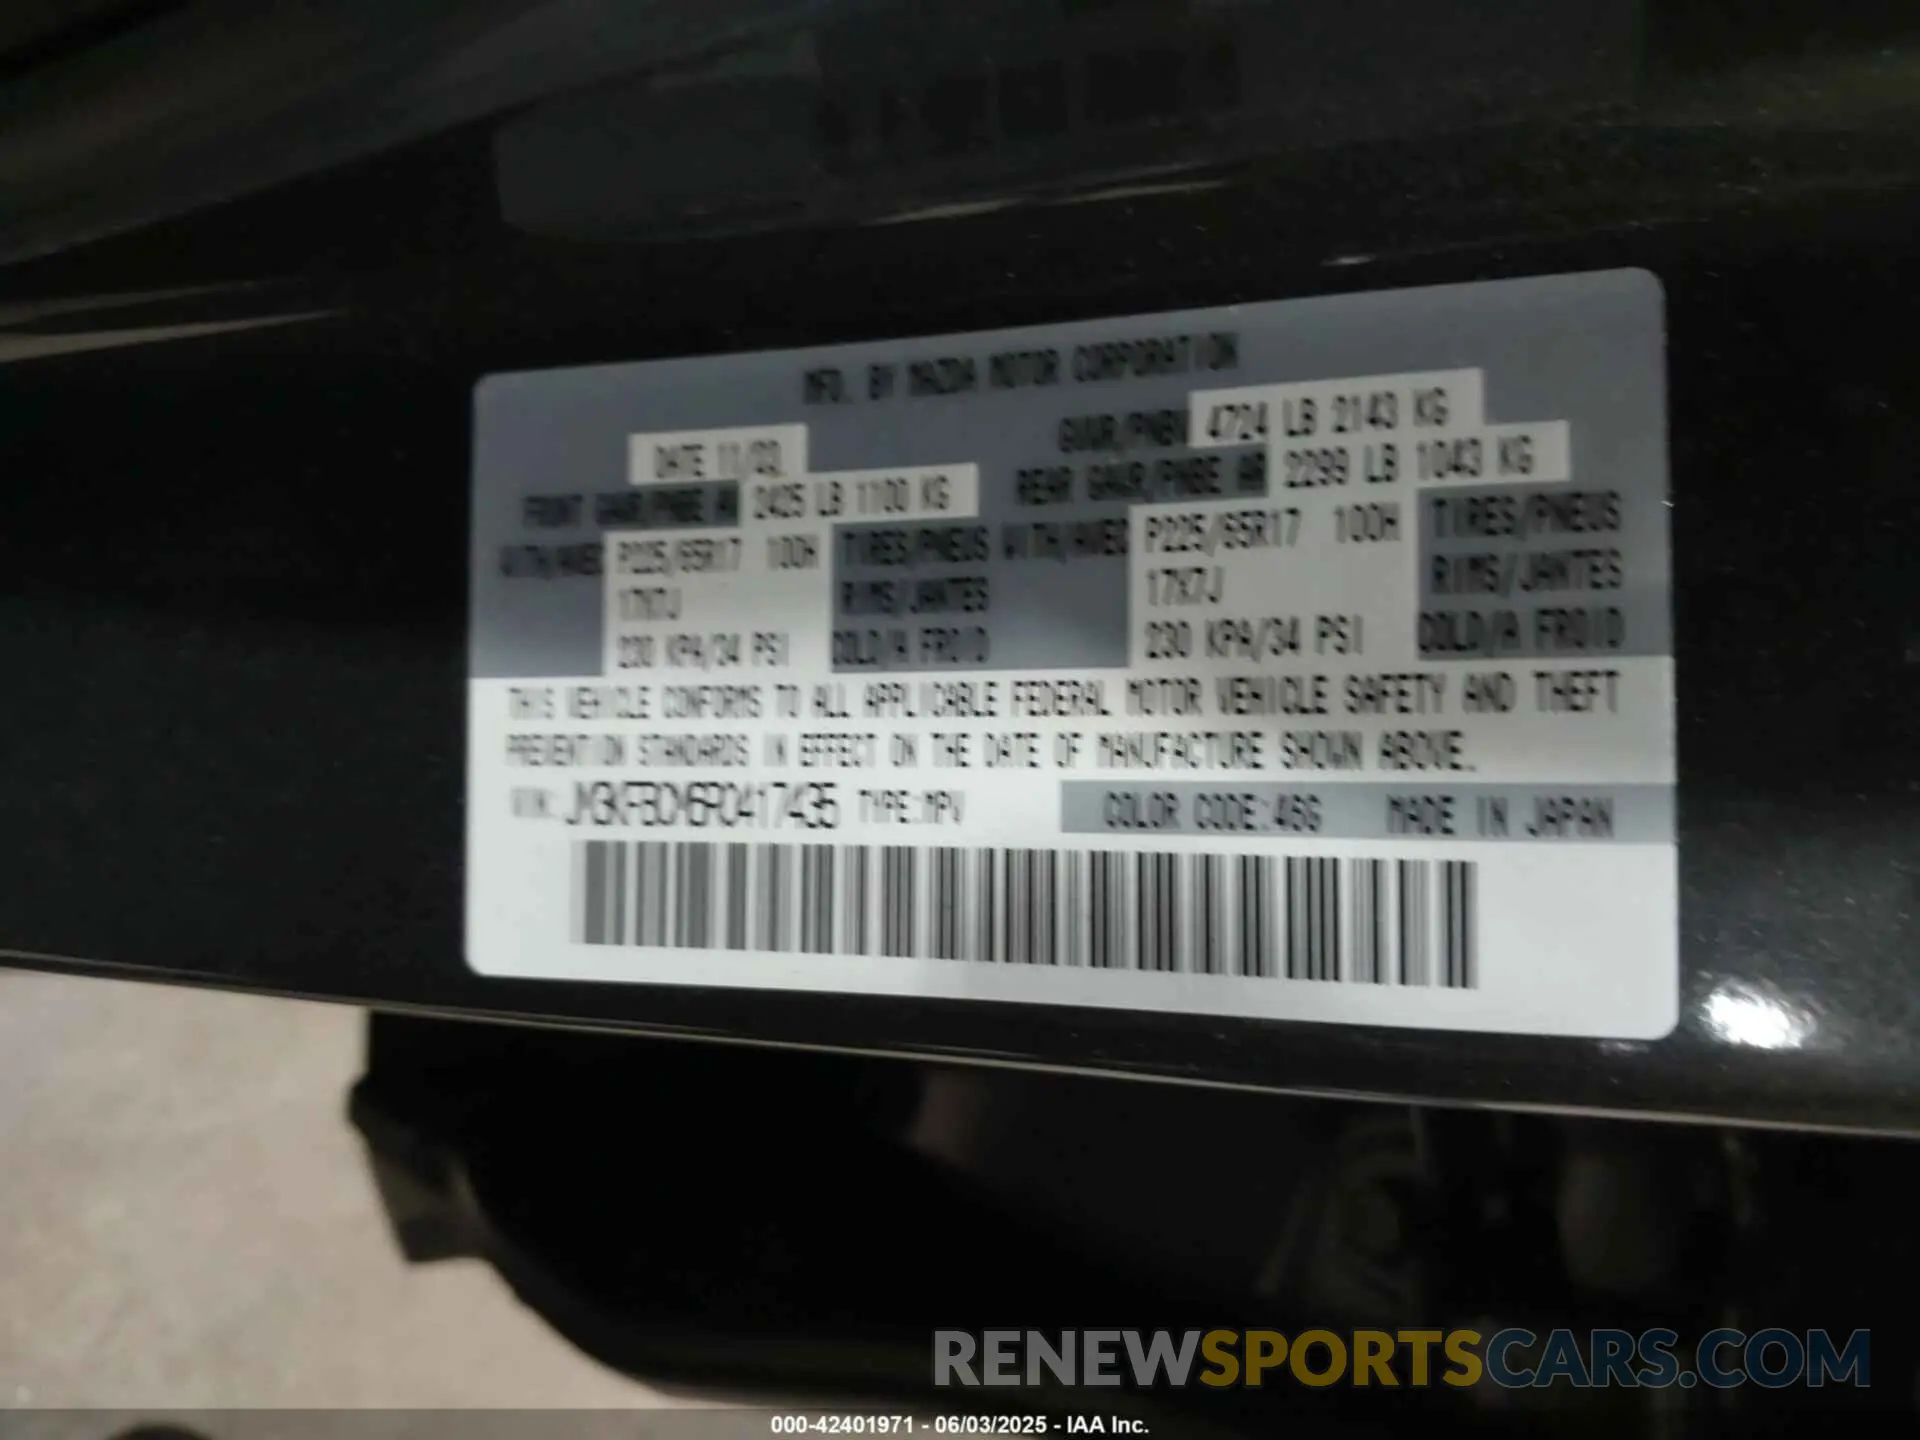 MFD. BY MAZDA MOTOR CORPORATION
DATE 11/23. GVWR/PNBV 4724 LB 2143 KG
FRONT GAWR/PNBE AV 2425 LB 1100 KG REAR GAWR/PNBE AR 2299 LB 1043 KG
WITH/AVEC P225/65R17 100H TIRES/PNEUS WITH/AVEC P225/65R17 100H TIRES/PNEUS
17X7J RIMS/JANTES 17X7J RIMS/JANTES
230 KPA/34 PSI COLD/A FROID 230 KPA/34 PSI COLD/A FROID
THIS VEHICLE CONFORMS TO ALL APPLICABLE FEDERAL MOTOR VEHICLE SAFETY AND THEFT
PREVENTION STANDARDS IN EFFECT ON THE DATE OF MANUFACTURE SHOWN ABOVE.
VIN: TYPE:MPV COLOR CODE:46G MADE IN JAPAN
RENEWSPORTSCARS.COM
000-42401971 - 06/03/2025 - IAA Inc.